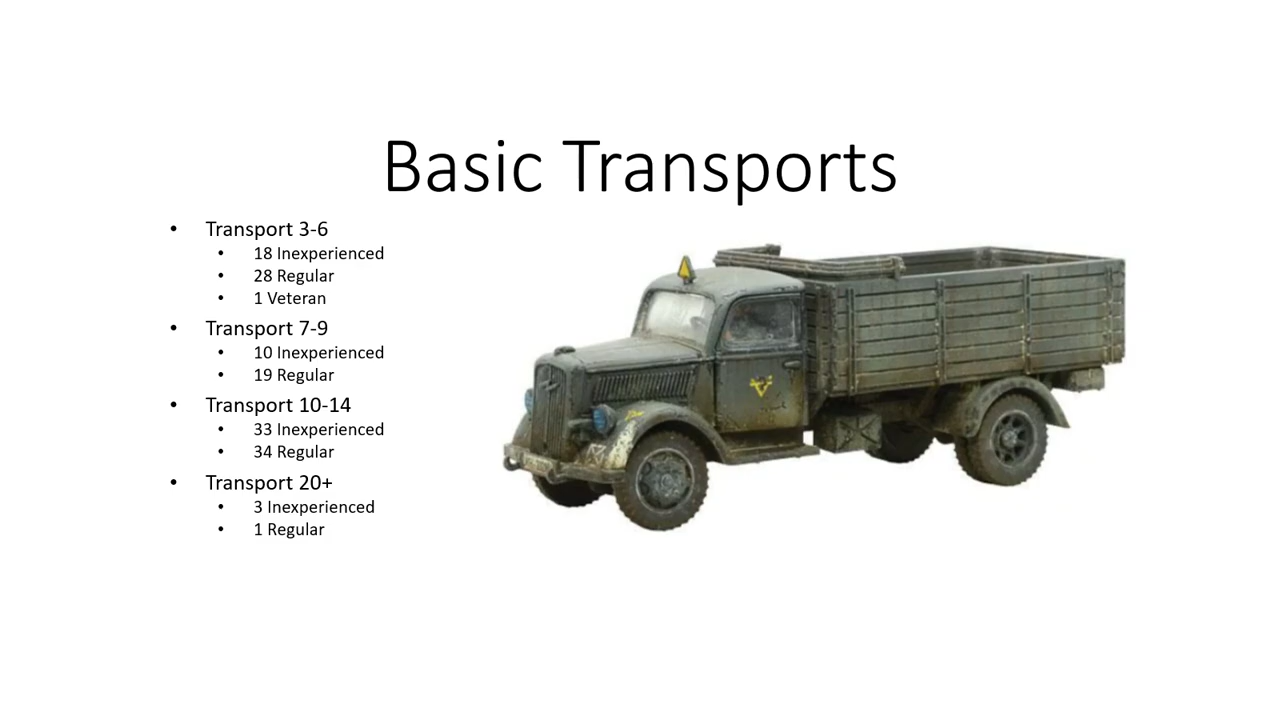 Basic Transports
• Transport 3-6
• 18 Inexperienced
• 28 Regular
• 1 Veteran
• Transport 7-9
• 10 Inexperienced
• 19 Regular
• Transport 10-14
• 33 Inexperienced
• 34 Regular
• Transport 20+
• 3 Inexperienced
• 1 Regular